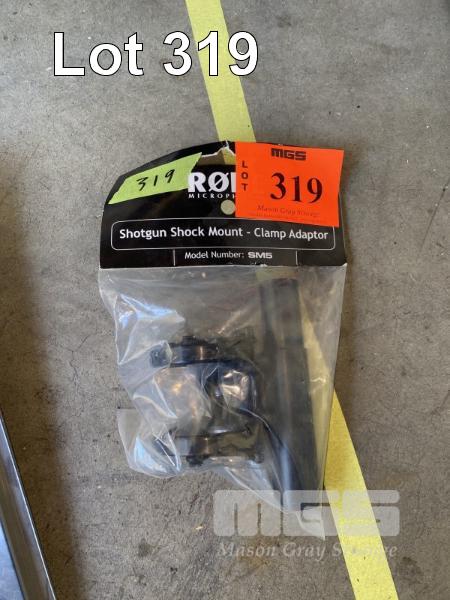 Lot 319
319
MGS
LOT
319
Mason Gray Strange
MICROPH
Shotgun Shock Mount - Clamp Adaptor
Model Number: SM5
MGS
Mason Gray Strange